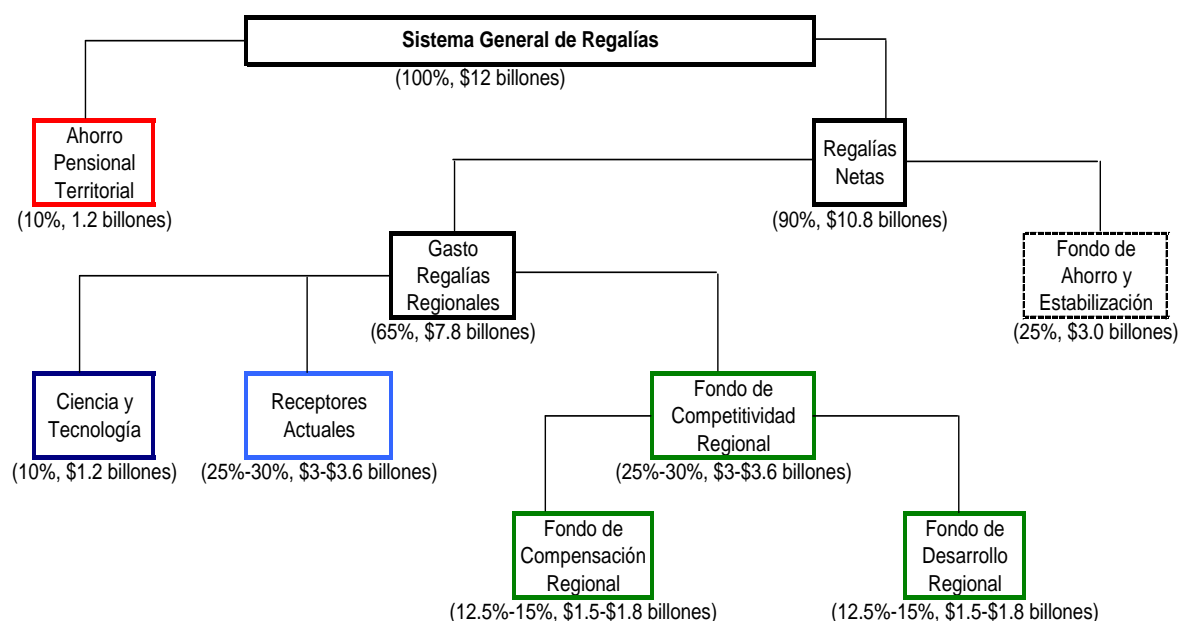 Sistema General de Regalías
(100%, $12 billones)
Ahorro
Pensional
Territorial
(10%, 1.2 billones)
Regalías
Netas
(90%, $10.8 billones)
Gasto
Regalías
Regionales
(65%, $7.8 billones)
Fondo de
Ahorro y
Estabilización
(25%, $3.0 billones)
Ciencia y
Tecnología
(10%, $1.2 billones)
Receptores
Actuales
(25%-30%, $3-$3.6 billones)
Fondo de
Competitividad
Regional
(25%-30%, $3-$3.6 billones)
Fondo de
Compensación
Regional
(12.5%-15%, $1.5-$1.8 billones)
Fondo de
Desarrollo
Regional
(12.5%-15%, $1.5-$1.8 billones)